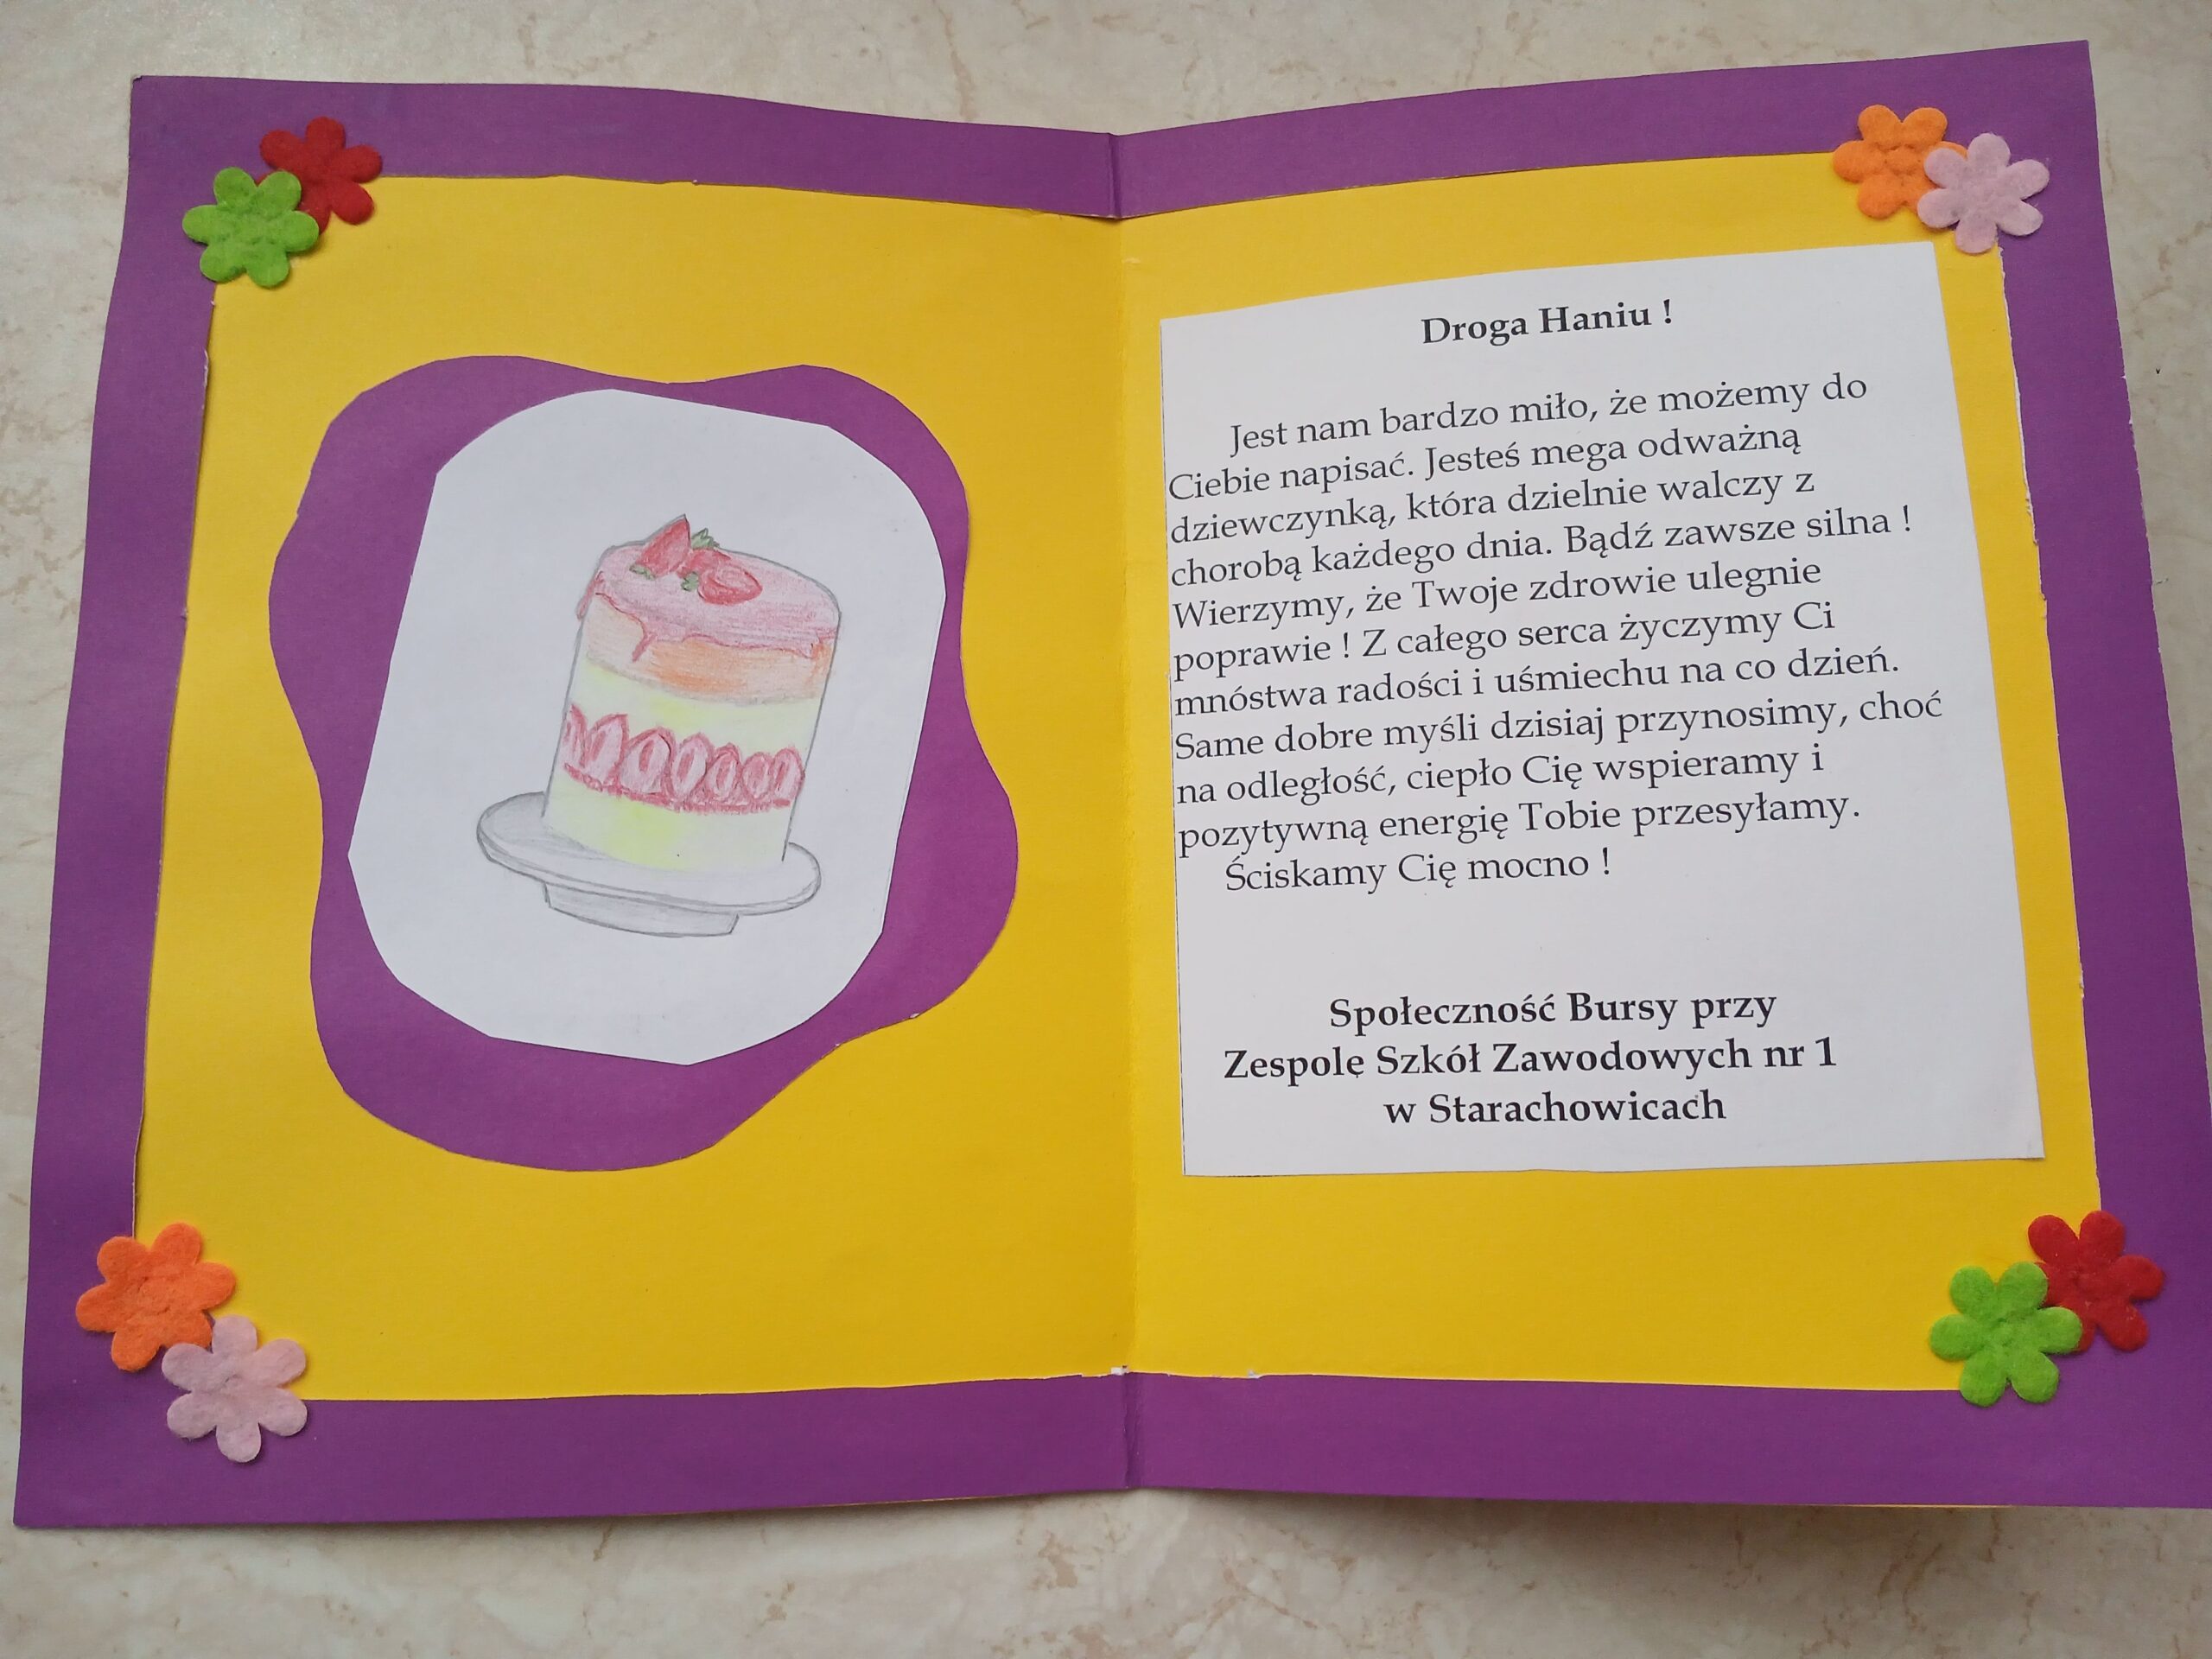 Droga Haniu !
Jest nam bardzo miło, że możemy do
Ciebie napisać. Jesteś mega odważną
dziewczynką, która dzielnie walczy z
chorobą każdego dnia. Bądź zawsze silna !
Wierzymy, że Twoje zdrowie ulegnie
poprawie ! Z całego serca życzymy Ci
mnóstwa radości i uśmiechu na co dzień.
Same dobre myśli dzisiaj przynosimy, choć
na odległość, ciepło Cię wspieramy i
pozytywną energię Tobie przesyłamy.
Ściskamy Cię mocno !
Społeczność Bursy przy
Zespolę Szkół Zawodowych nr 1
w Starachowicach